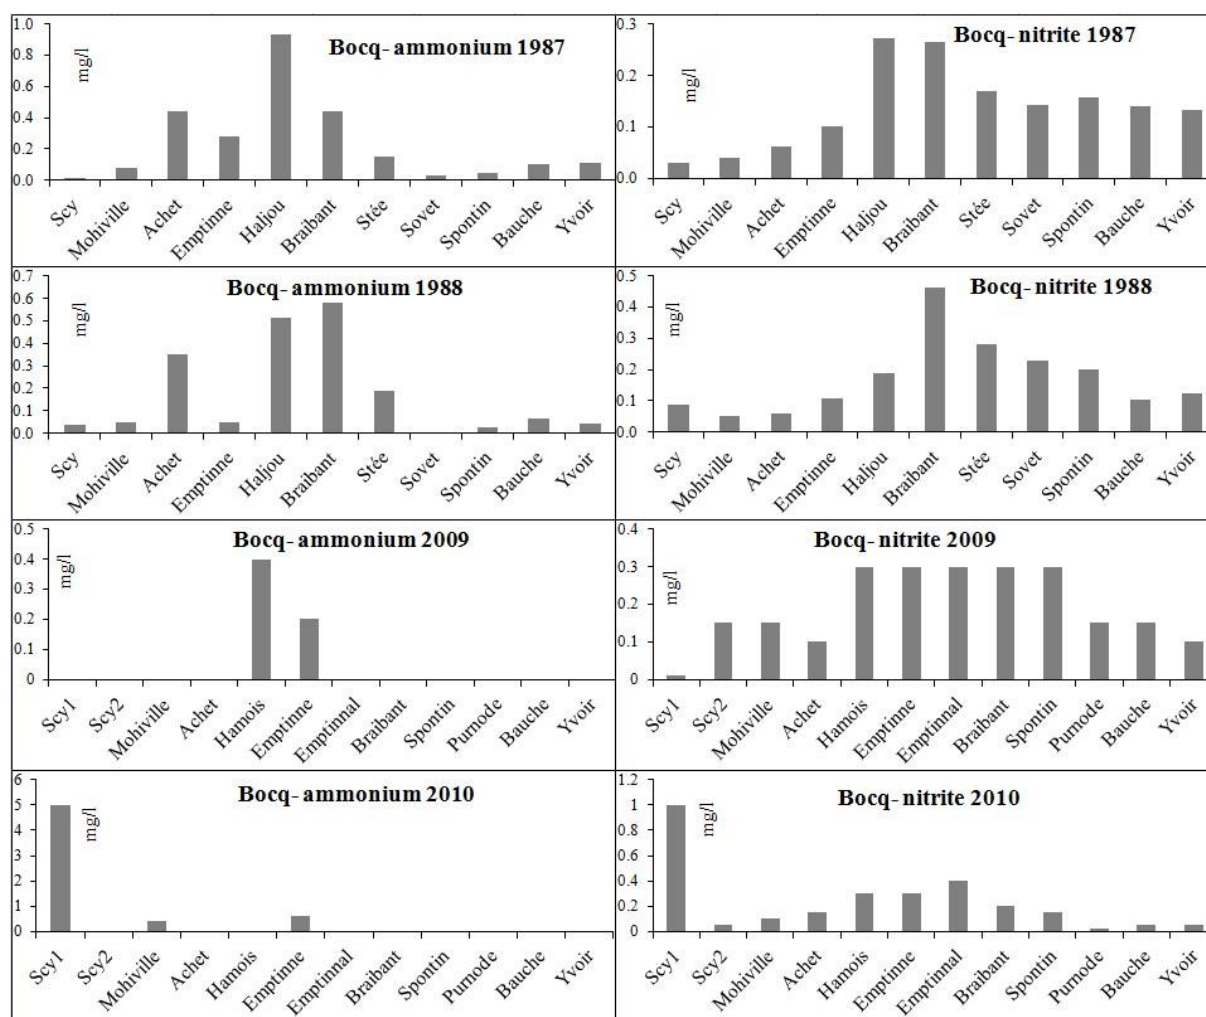 Bocq- ammonium 1987
mg/l
1.0
0.8
0.6
0.4
0.2
0.0
Scy
Mohiville
Achet
Emptinne
Haljou
Braibant
Stée
Sovet
Spontin
Bauche
Yvoir
Bocq- nitrite 1987
mg/l
0.3
0.2
0.1
0.0
Scy
Mohiville
Achet
Emptinne
Haljou
Braibant
Stée
Sovet
Spontin
Bauche
Yvoir
Bocq- ammonium 1988
mg/l
0.7
0.6
0.5
0.4
0.3
0.2
0.1
0.0
Scy
Mohiville
Achet
Emptinne
Haljou
Braibant
Stée
Sovet
Spontin
Bauche
Yvoir
Bocq- nitrite 1988
mg/l
0.5
0.4
0.3
0.2
0.1
0.0
Scy
Mohiville
Achet
Emptinne
Haljou
Braibant
Stée
Sovet
Spontin
Bauche
Yvoir
Bocq- ammonium 2009
mg/l
0.5
0.4
0.3
0.2
0.1
0
Scy1
Scy2
Mohiville
Achet
Hamois
Emptinne
Emptinnal
Braibant
Spontin
Purnode
Bauche
Yvoir
Bocq- nitrite 2009
mg/l
0.4
0.3
0.2
0.1
0
Scy1
Scy2
Mohiville
Achet
Hamois
Emptinne
Emptinnal
Braibant
Spontin
Purnode
Bauche
Yvoir
Bocq- ammonium 2010
mg/l
6
5
4
3
2
1
0
Scy1
Scy2
Mohiville
Achet
Hamois
Emptinne
Emptinnal
Braibant
Spontin
Purnode
Bauche
Yvoir
Bocq- nitrite 2010
mg/l
1.2
1
0.8
0.6
0.4
0.2
0
Scy1
Scy2
Mohiville
Achet
Hamois
Emptinne
Emptinnal
Braibant
Spontin
Purnode
Bauche
Yvoir